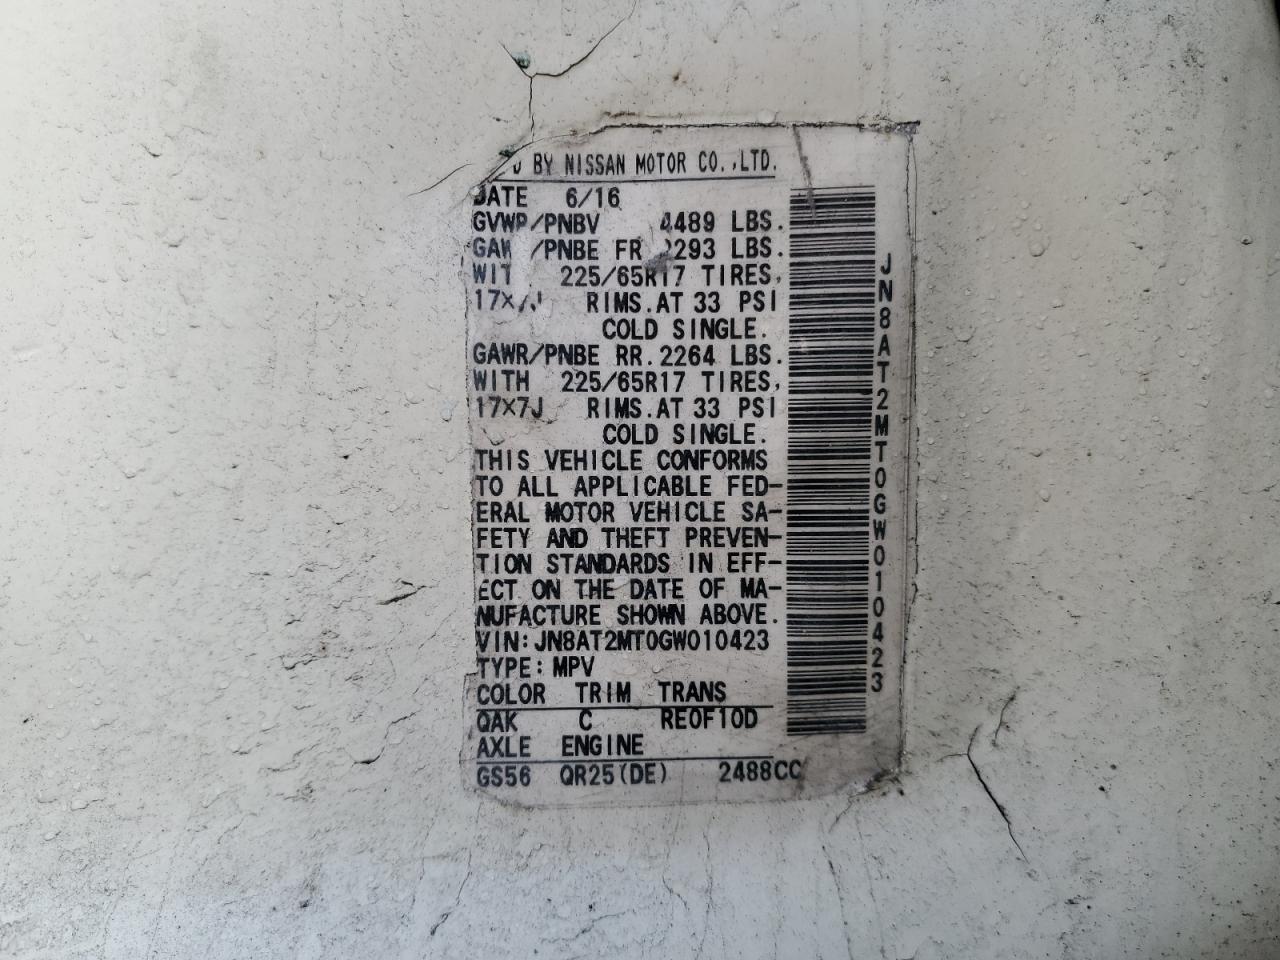 BY NISSAN MOTOR CO.,LTD.
DATE 6/16
GVWR/PNBV 4489 LBS.
/PNBE FR 2293 LBS.
225/65R17 TIRES,
17X7J RIMS.AT 33 PSI
COLD SINGLE.
GAWR/PNBE RR.2264 LBS.
WITH 225/65R17 TIRES,
17X7J RIMS.AT 33 PSI
COLD SINGLE.
THIS VEHICLE CONFORMS
TO ALL APPLICABLE FED-
ERAL MOTOR VEHICLE SA-
FETY AND THEFT PREVEN-
TION STANDARDS IN EFF-
ECT ON THE DATE OF MA-
NUFACTURE SHOWN ABOVE.
VIN:JN8AT2MT0GW010423
TYPE:MPV
COLOR TRIM TRANS
QAK C RE0F10D
AXLE ENGINE
GS56 QR25(DE) 2488CC
JN8AT2MT0GW010423